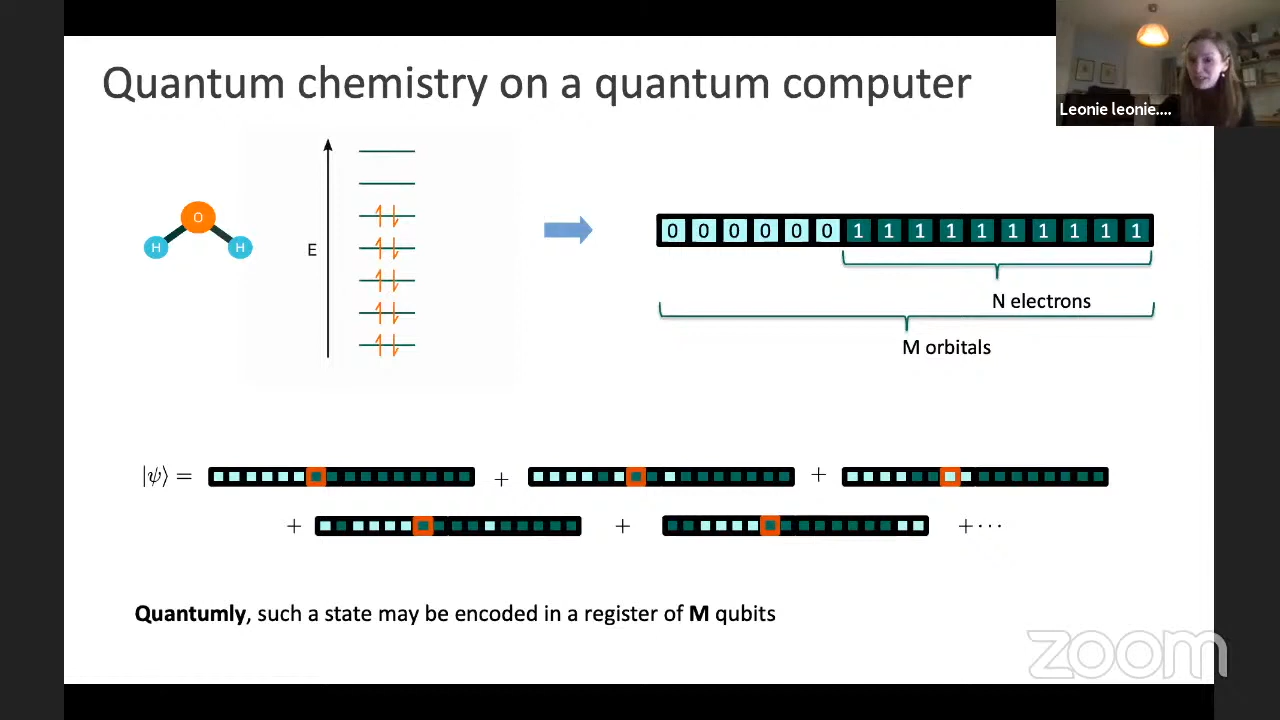 Quantum chemistry on a quantum computer
Leonie leonie....
O
H H
E
0 0 0 0 0 0 1 1 1 1 1 1 1 1 1 1
N electrons
M orbitals
|ψ⟩ = + +
+ + +···
Quantumly, such a state may be encoded in a register of M qubits
zoom